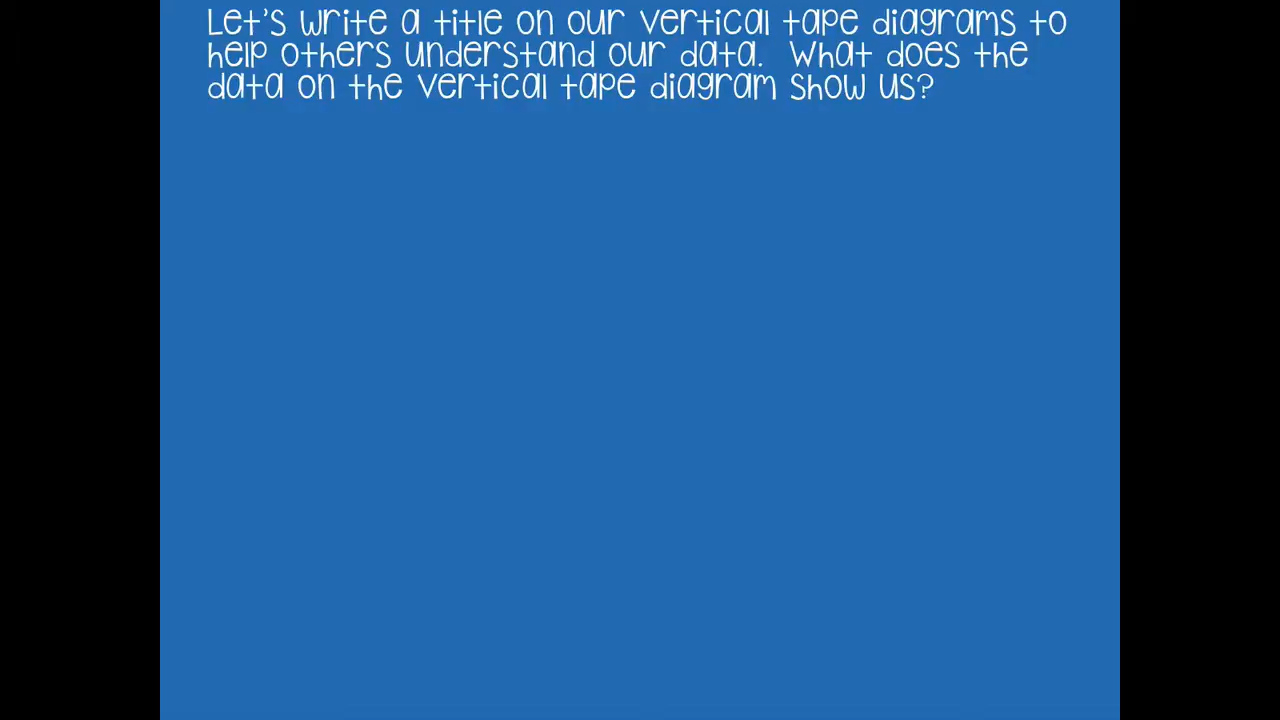 Let's write a title on our vertical tape diagrams to
help others understand our data.  What does the
data on the vertical tape diagram show us?